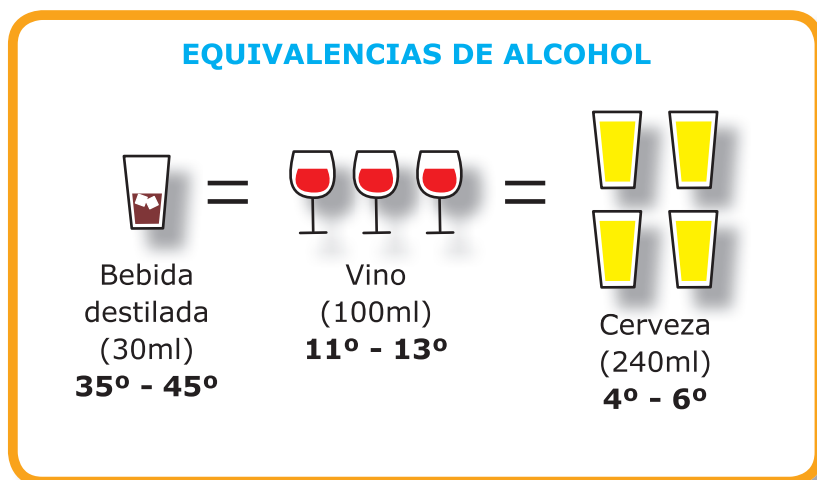 EQUIVALENCIAS DE ALCOHOL
=
=
Bebida
destilada
(30ml)
35º - 45º
Vino
(100ml)
11º - 13º
Cerveza
(240ml)
4º - 6º